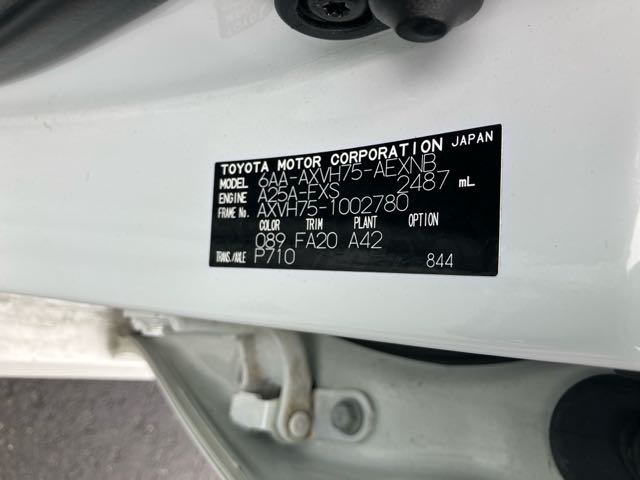 TOYOTA MOTOR CORPORATION JAPAN
MODEL 6AA-AXVH75-AEXNB
ENGINE A25A-FXS 2487 mL
FRAME No. AXVH75-1002780
COLOR TRIM PLANT OPTION
089 FA20 A42
TRANS./AXLE P710 844